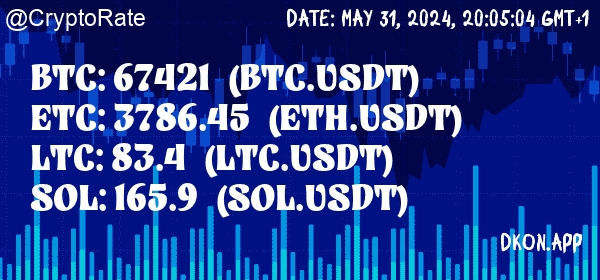 @CryptoRate
DATE: MAY 31, 2024, 20:05:04 GMT+1
BTC: 67421 (BTC.USDT)
ETC: 3786.45 (ETH.USDT)
LTC: 83.4 (LTC.USDT)
SOL: 165.9 (SOL.USDT)
DKON.APP